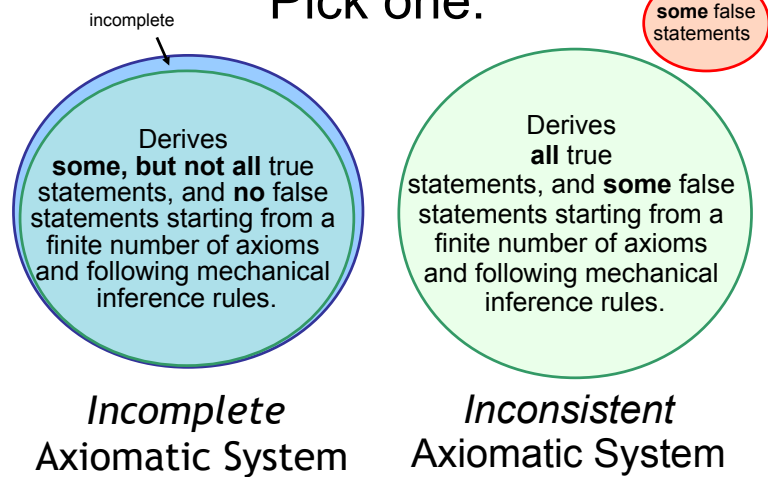 Pick one:
incomplete
some false
statements
Derives
some, but not all true
statements, and no false
statements starting from a
finite number of axioms
and following mechanical
inference rules.
Derives
all true
statements, and some false
statements starting from a
finite number of axioms
and following mechanical
inference rules.
Incomplete
Axiomatic System
Inconsistent
Axiomatic System